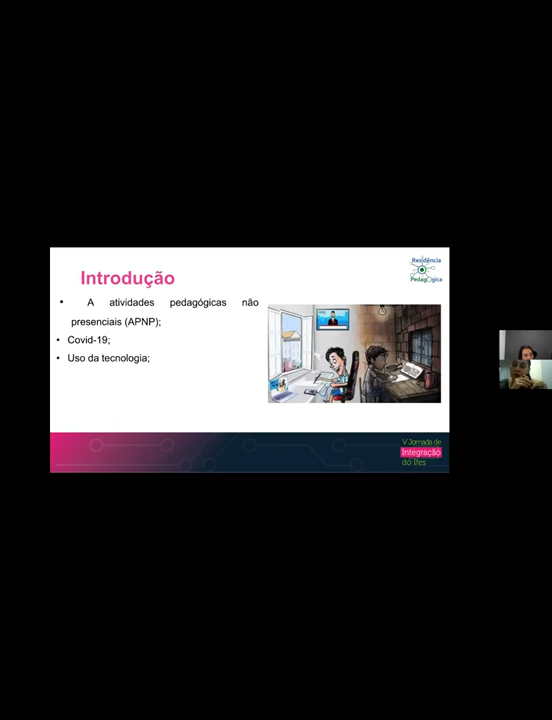 Residência
Pedagógica
Introdução
• A atividades pedagógicas não
presenciais (APNP);
• Covid-19;
• Uso da tecnologia;
V Jornada de
Integração
do Ifes